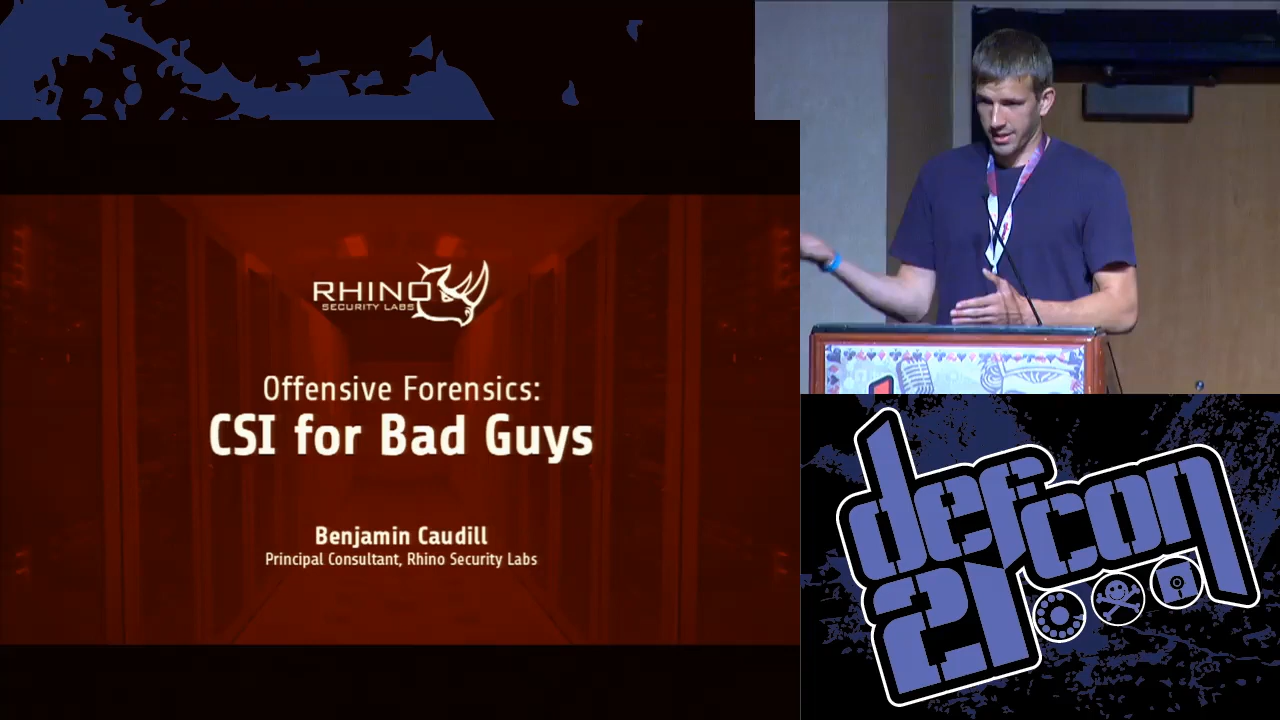 RHINO
SECURITY LABS
Offensive Forensics:
CSI for Bad Guys
Benjamin Caudill
Principal Consultant, Rhino Security Labs
defcon
21